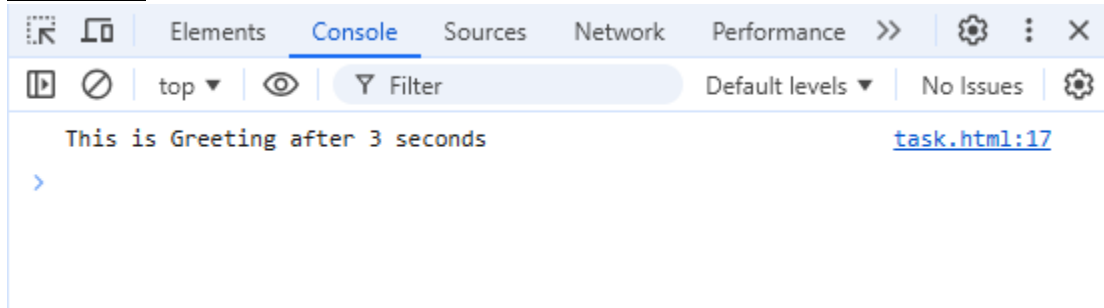 Elements Console Sources Network Performance
top Filter Default levels No Issues
This is Greeting after 3 seconds task.html:17